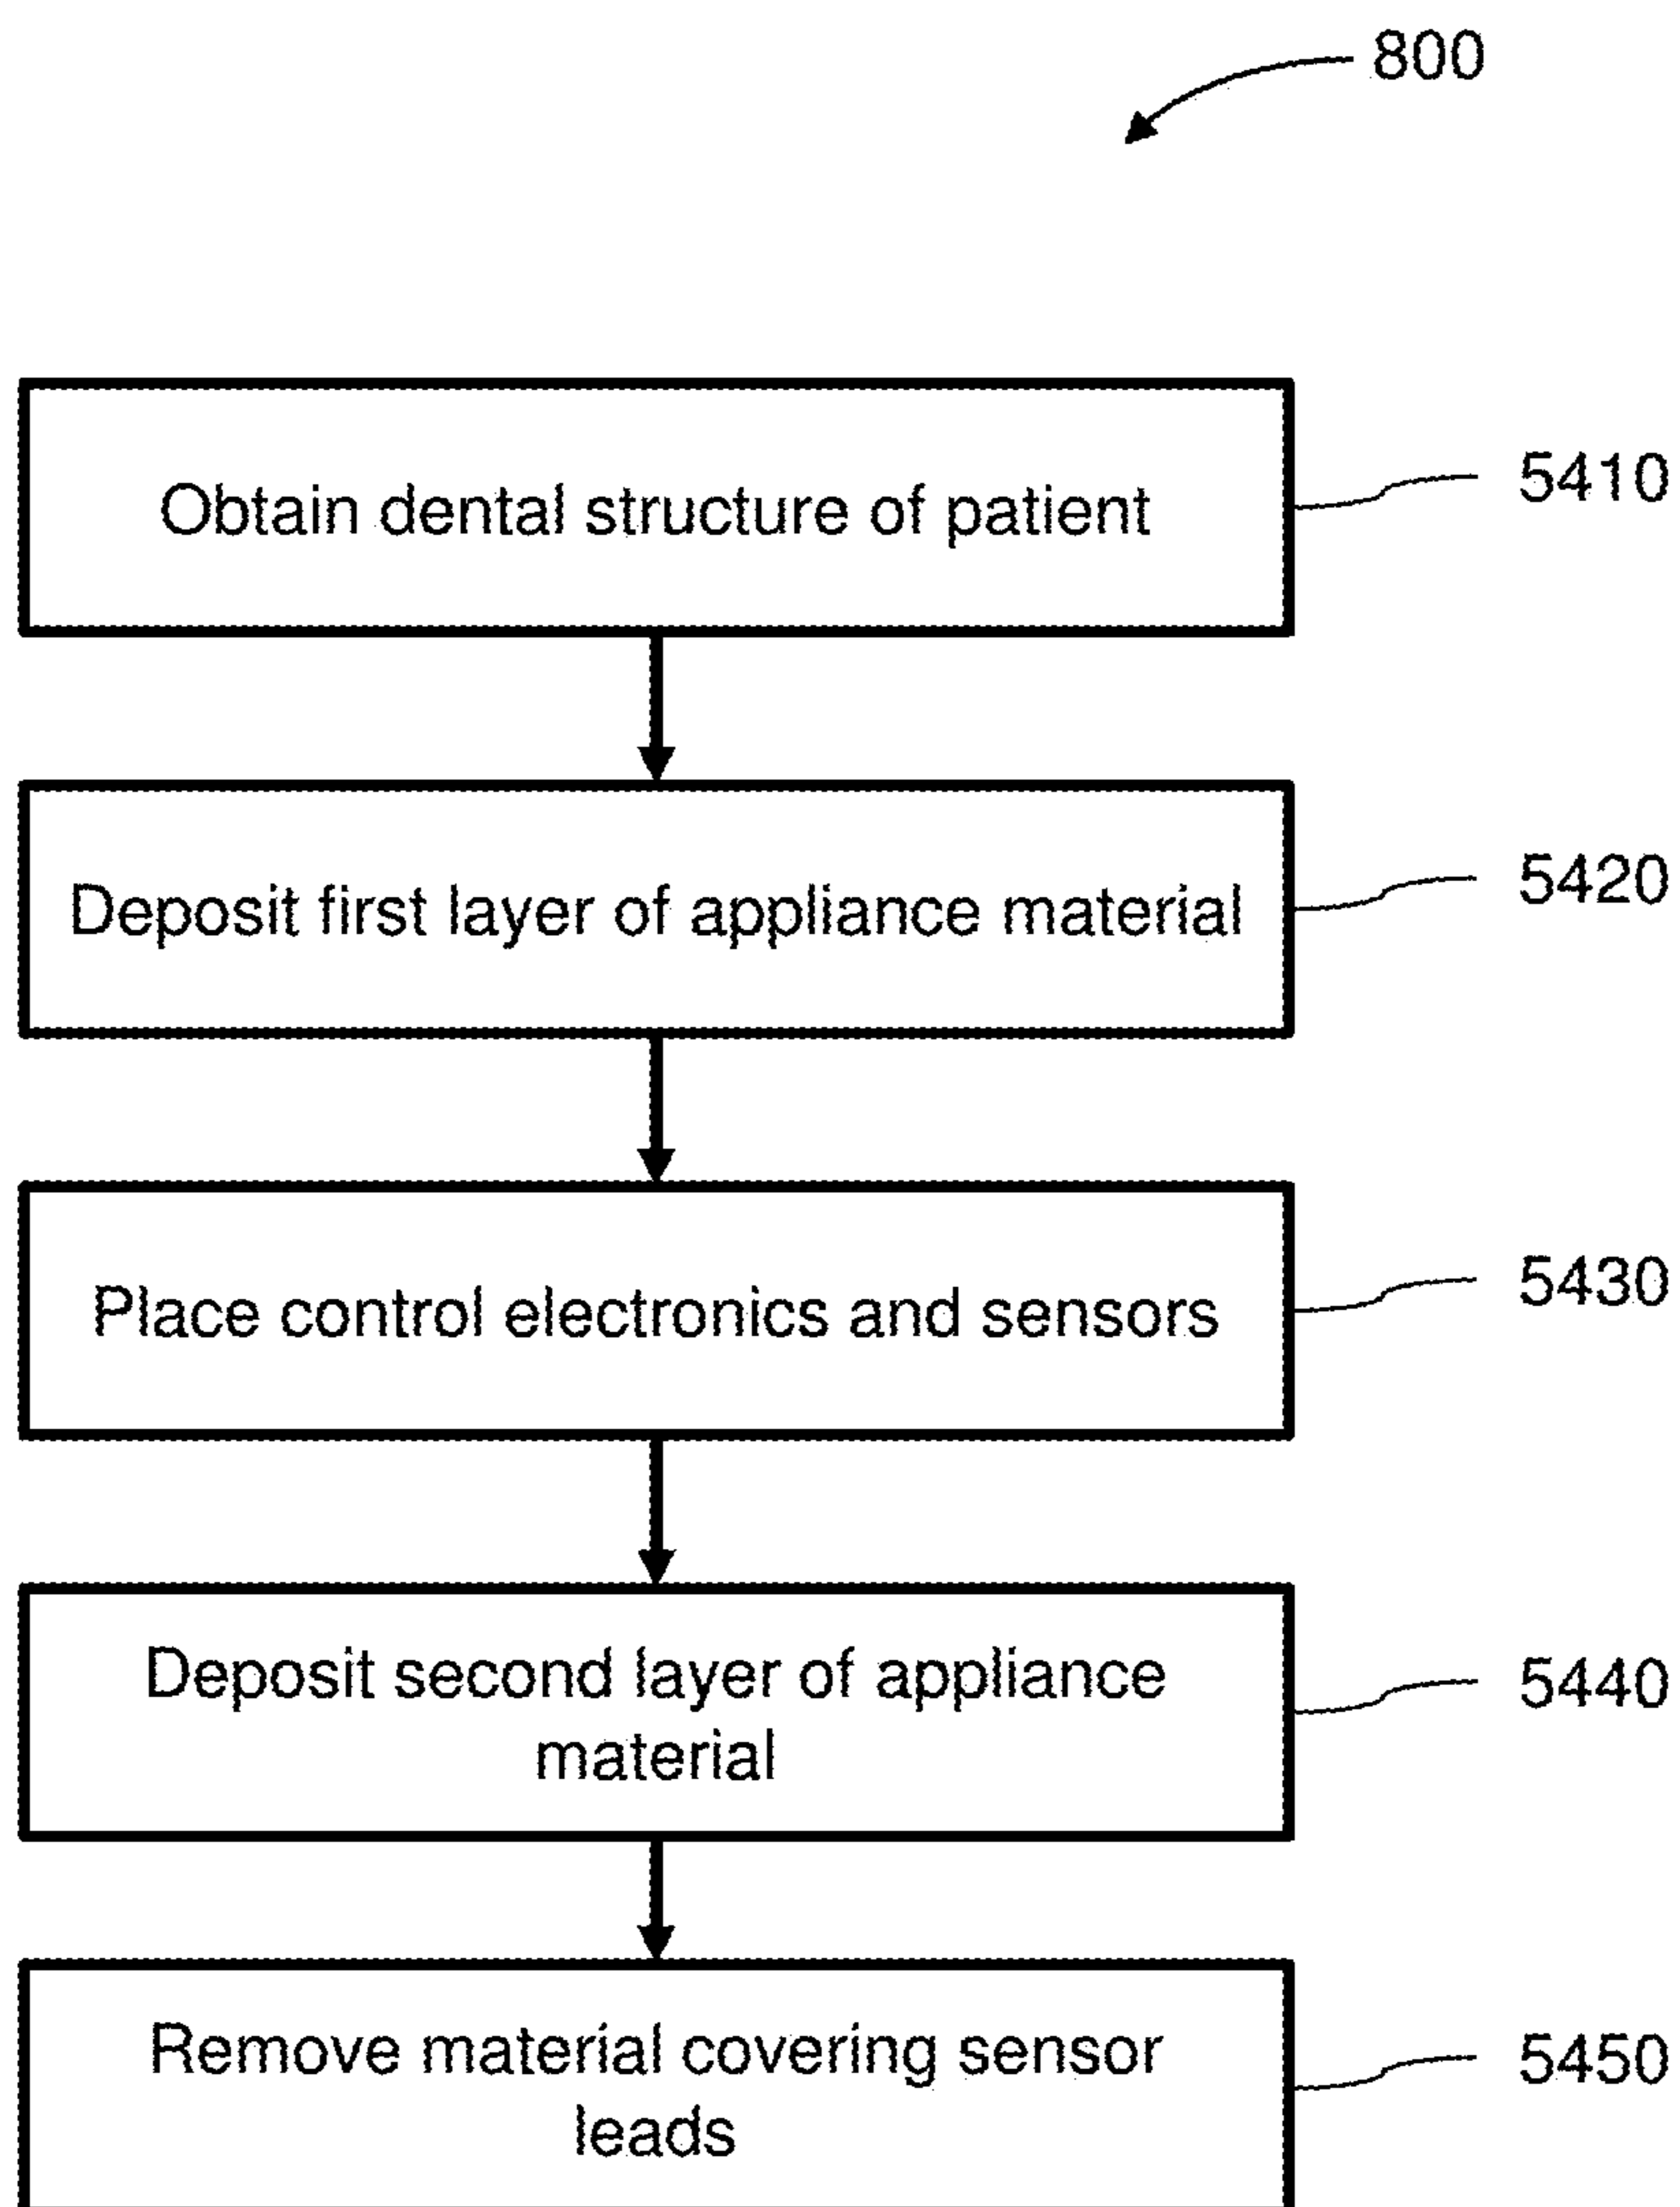 800
Obtain dental structure of patient
5410
Deposit first layer of appliance material
5420
Place control electronics and sensors
5430
Deposit second layer of appliance
material
5440
Remove material covering sensor
leads
5450